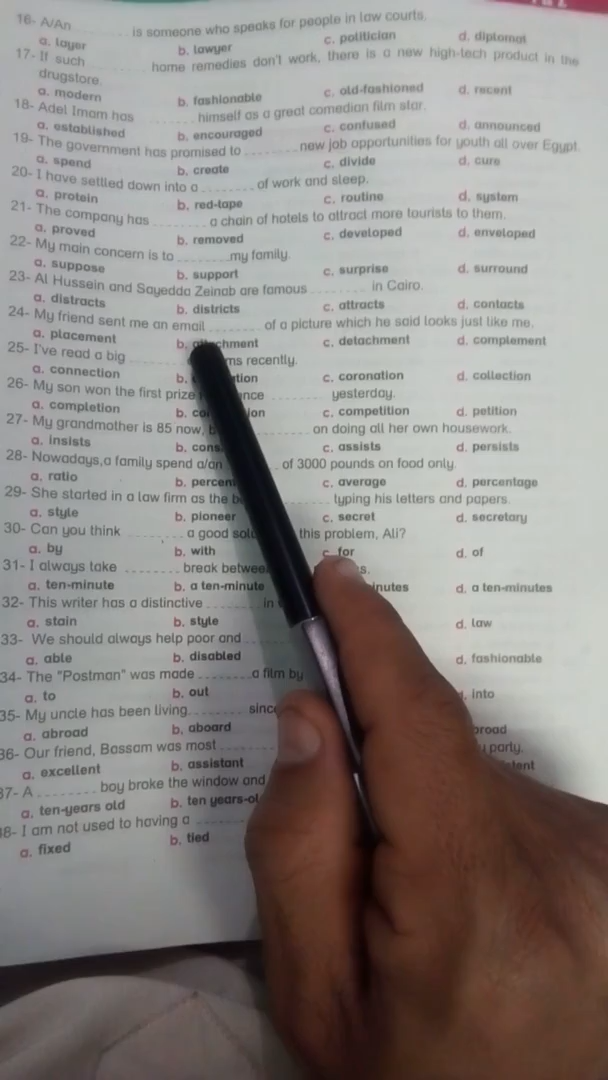 16- A/An ........ is someone who speaks for people in law courts.
a. layer b. lawyer c. politician d. diplomat
17- If such ........ home remedies don't work, there is a new high-tech product in the
drugstore.
a. modern b. fashionable c. old-fashioned d. recent
18- Adel Imam has ........ himself as a great comedian film star.
a. established b. encouraged c. confused d. announced
19- The government has promised to ........ new job opportunities for youth all over Egypt.
a. spend b. create c. divide d. cure
20- I have settled down into a ........ of work and sleep.
a. protein b. red-tape c. routine d. system
21- The company has ........ a chain of hotels to attract more tourists to them.
a. proved b. removed c. developed d. enveloped
22- My main concern is to ........ my family.
a. suppose b. support c. surprise d. surround
23- Al Hussein and Sayedda Zeinab are famous ........ in Cairo.
a. distracts b. districts c. attracts d. contacts
24- My friend sent me an email ........ of a picture which he said looks just like me.
a. placement b. attachment c. detachment d. complement
25- I've read a big ........ recently.
a. connection b. c. coronation d. collection
26- My son won the first prize ........ yesterday.
a. completion b. c. competition d. petition
27- My grandmother is 85 now, ........ on doing all her own housework.
a. insists b. c. assists d. persists
28- Nowadays,a family spend a/an ........ of 3000 pounds on food only.
a. ratio b. c. average d. percentage
29- She started in a law firm as the ........ typing his letters and papers.
a. style b. pioneer c. secret d. secretary
30- Can you think ........ a good this problem, Ali?
a. by b. with c. for d. of
31- I always take ........ break
a. ten-minute b. a ten-minute d. a ten-minutes
32- This writer has a distinctive ........ in
a. stain b. style d. law
33- We should always help poor and ........
a. able b. disabled d. fashionable
34- The "Postman" was made ........ a film by
a. to b. out d. into
35- My uncle has been living ........
a. abroad b. aboard
36- Our friend, Bassam was most ........ party.
a. excellent b. assistant
37- A ........ boy broke the window and
a. ten-years old b. ten
38- I am not used to having a ........
a. fixed b. tied